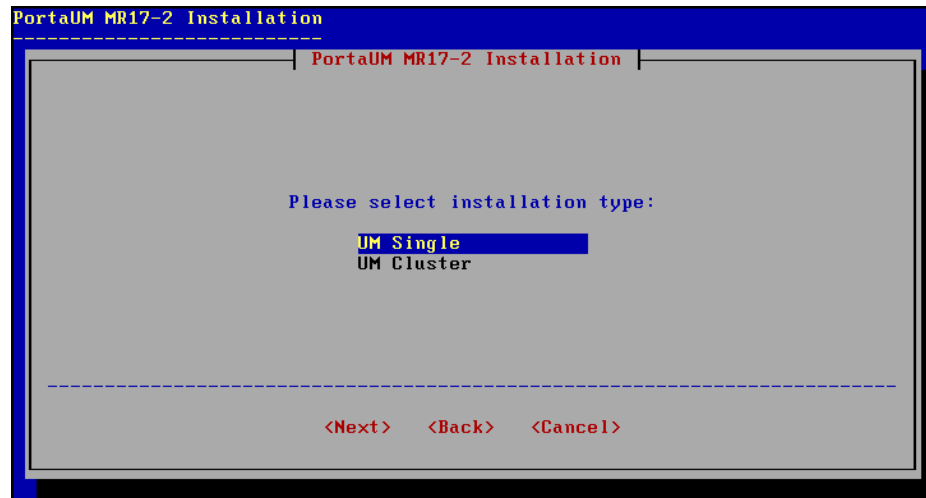 PortaUM MR17-2 Installation
PortaUM MR17-2 Installation
Please select installation type:
UM Single
UM Cluster
<Next> <Back> <Cancel>